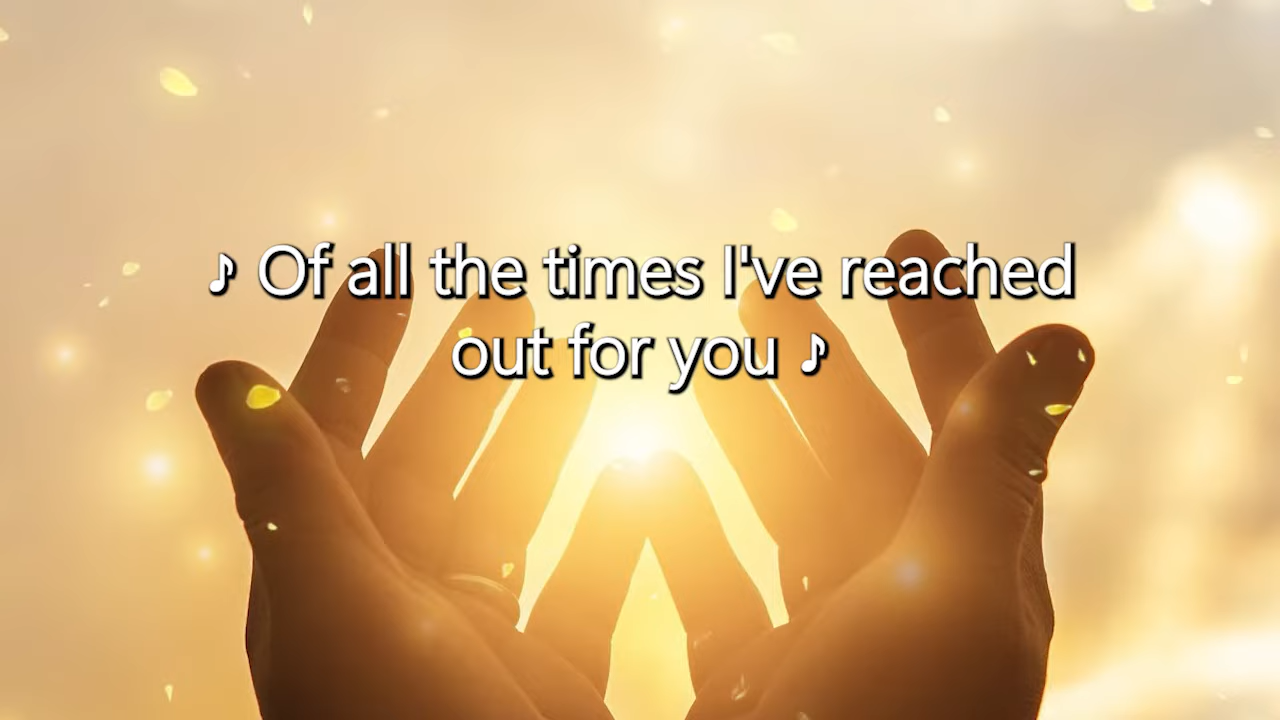 ♪ Of all the times I've reached
out for you ♪